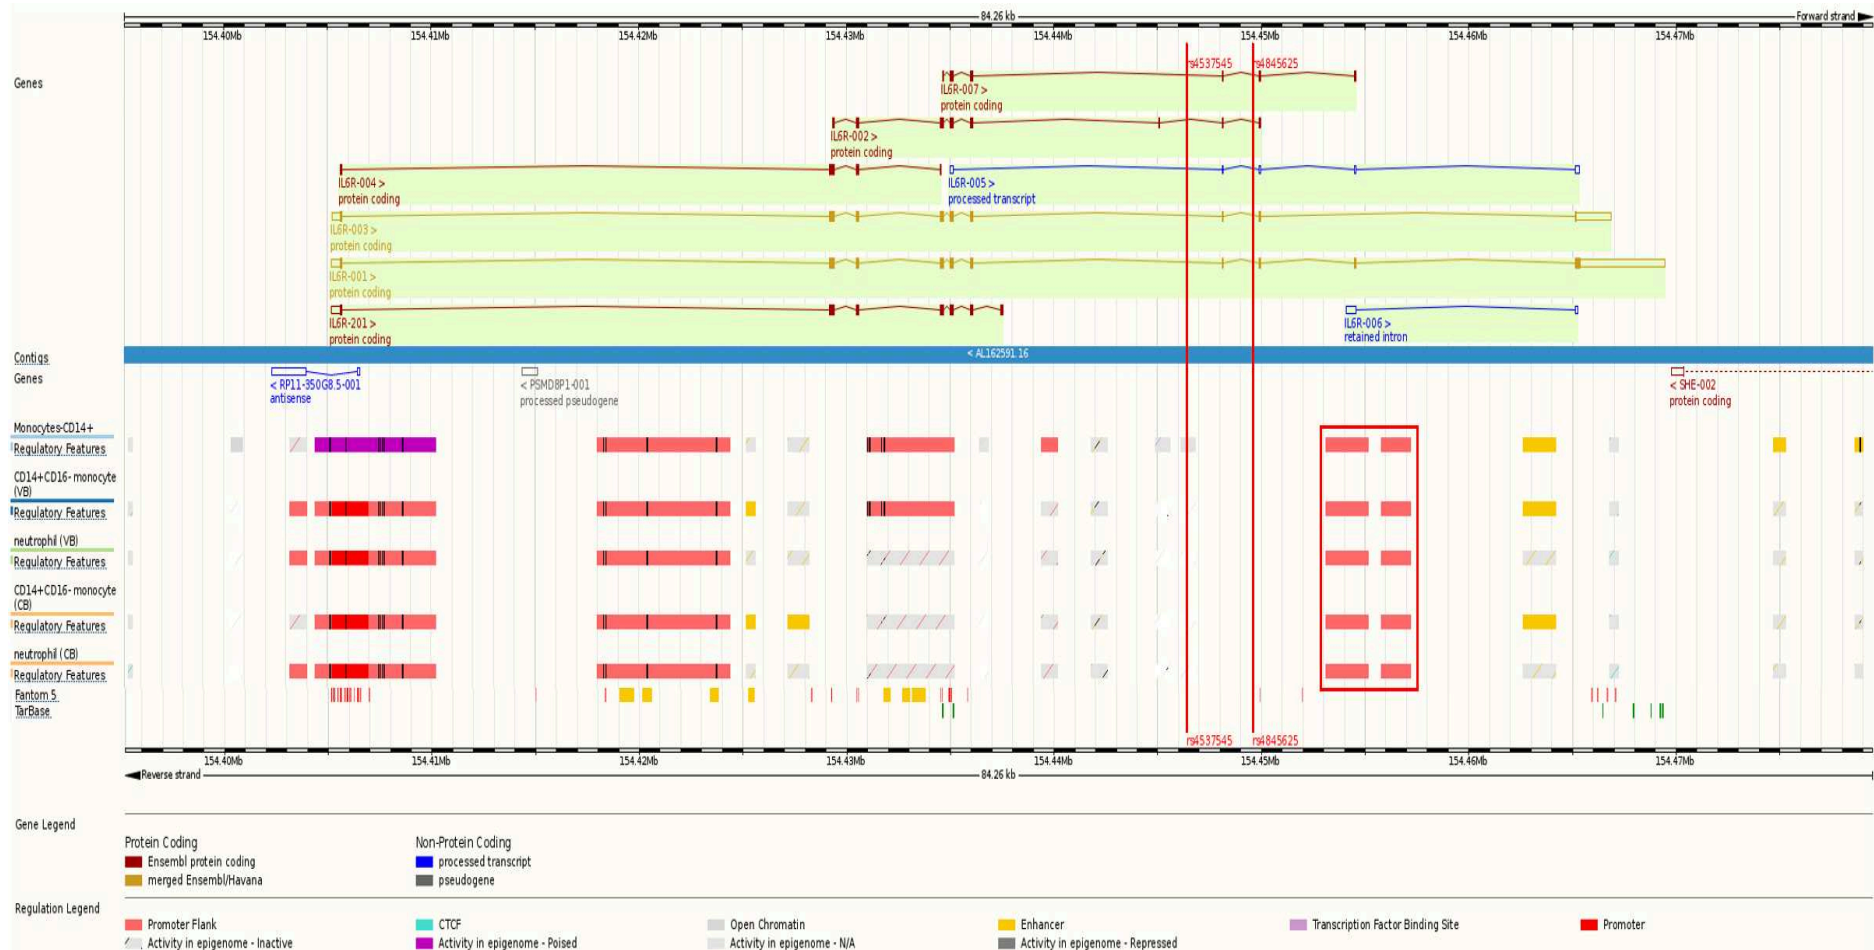 84.26 kb
Forward strand
154.40Mb 154.41Mb 154.42Mb 154.43Mb 154.44Mb 154.45Mb 154.46Mb 154.47Mb
rs4537545 rs4845625
Genes
IL6R-007 >
protein coding
IL6R-002 >
protein coding
IL6R-004 > IL6R-005 >
protein coding processed transcript
IL6R-003 >
protein coding
IL6R-001 >
protein coding
IL6R-201 > IL6R-006 >
protein coding retained intron
Contigs < AL162591.16
Genes
< RP11-350G8.5-001 < PSMD8P1-001 < SHE-002
antisense processed pseudogene protein coding
Monocytes-CD14+
Regulatory Features
CD14+CD16- monocyte
(VB)
Regulatory Features
neutrophil (VB)
Regulatory Features
CD14+CD16- monocyte
(CB)
Regulatory Features
neutrophil (CB)
Regulatory Features
Fantom 5
TarBase
rs4537545 rs4845625
154.40Mb 154.41Mb 154.42Mb 154.43Mb 154.44Mb 154.45Mb 154.46Mb 154.47Mb
Reverse strand 84.26 kb
Gene Legend
Protein Coding Non-Protein Coding
Ensembl protein coding processed transcript
merged Ensembl/Havana pseudogene
Regulation Legend
Promoter Flank CTCF Open Chromatin Enhancer Transcription Factor Binding Site Promoter
Activity in epigenome - Inactive Activity in epigenome - Poised Activity in epigenome - N/A Activity in epigenome - Repressed